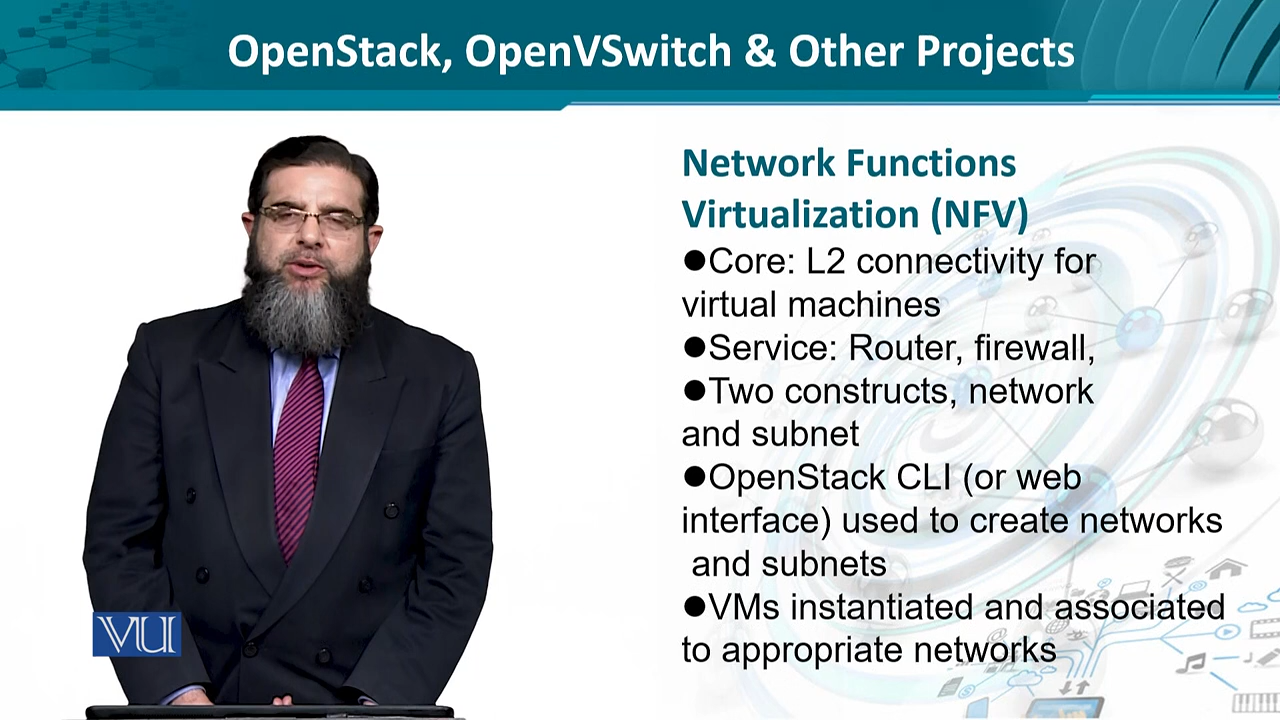 OpenStack, OpenVSwitch & Other Projects
Network Functions
Virtualization (NFV)
●Core: L2 connectivity for
virtual machines
●Service: Router, firewall,
●Two constructs, network
and subnet
●OpenStack CLI (or web
interface) used to create networks
and subnets
●VMs instantiated and associated
to appropriate networks
VU